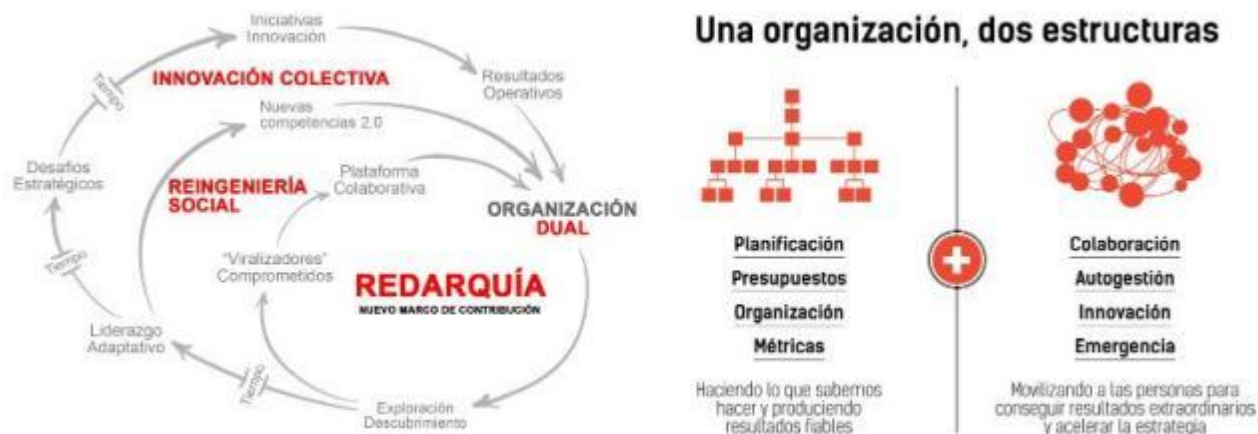 Iniciativas
Innovación
Tiempo
INNOVACIÓN COLECTIVA
Resultados
Operativos
Nuevas
competencias 2.0
Desafíos
Estratégicos
Plataforma
Colaborativa
REINGENIERÍA
SOCIAL
ORGANIZACIÓN
DUAL
"Viralizadores"
Comprometidos
Tiempo
REDARQUÍA
NUEVO MARCO DE CONTRIBUCIÓN
Liderazgo
Adaptativo
Tiempo
Exploración
Descubrimiento
Una organización, dos estructuras
Planificación
Presupuestos
Organización
Métricas
Haciendo lo que sabemos
hacer y produciendo
resultados fiables
+
Colaboración
Autogestión
Innovación
Emergencia
Movilizando a las personas para
conseguir resultados extraordinarios
y acelerar la estrategia